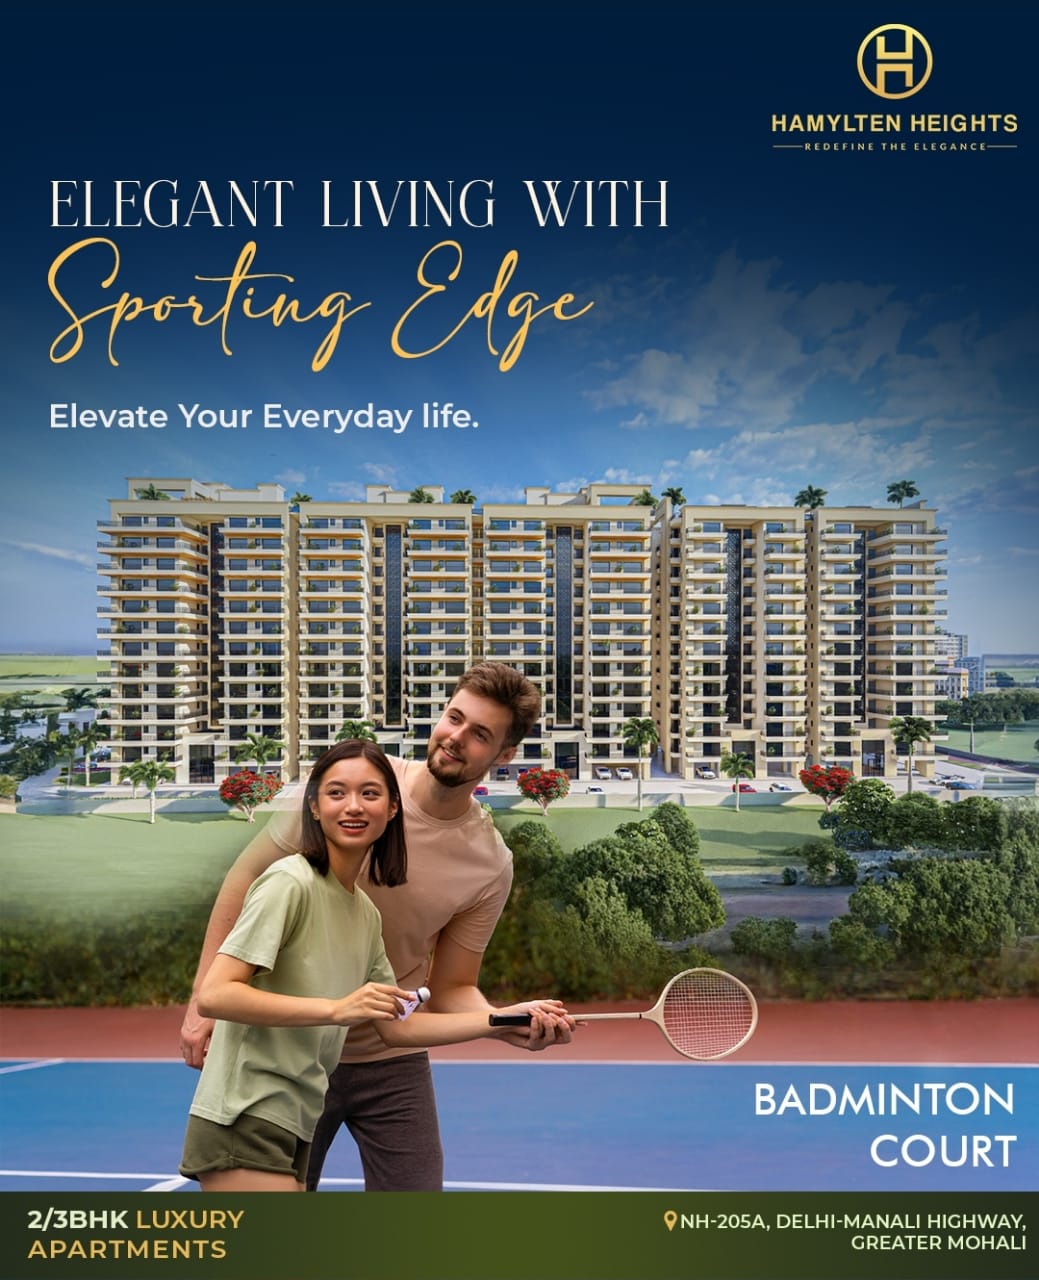 HAMYLTEN HEIGHTS
REDEFINE THE ELEGANCE
ELEGANT LIVING WITH
Sporting Edge
Elevate Your Everyday life.
BADMINTON
COURT
2/3BHK LUXURY
APARTMENTS
NH-205A, DELHI-MANALI HIGHWAY,
GREATER MOHALI